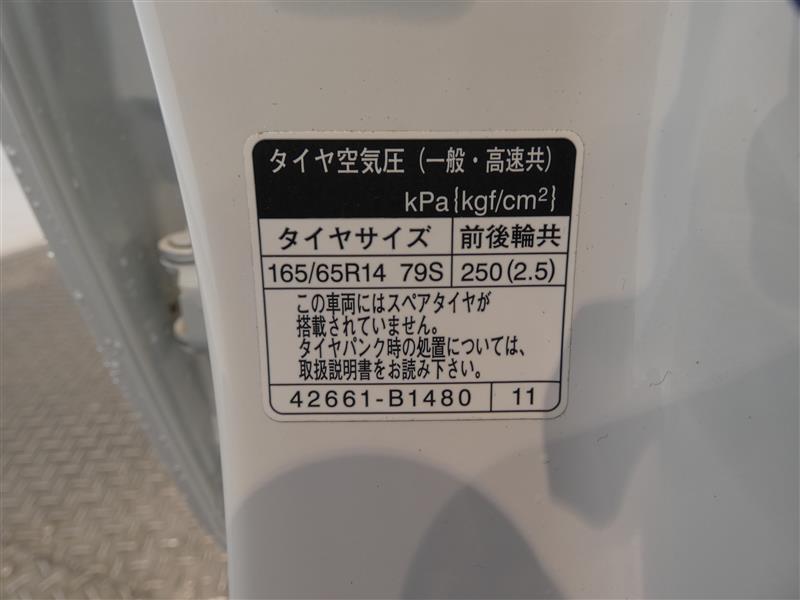 タイヤ空気圧(一般・高速共)
kPa{kgf/cm²}
タイヤサイズ 前後輪共
165/65R14 79S 250(2.5)
この車両にはスペアタイヤが
搭載されていません。
タイヤパンク時の処置については、
取扱説明書をお読み下さい。
42661-B1480 11